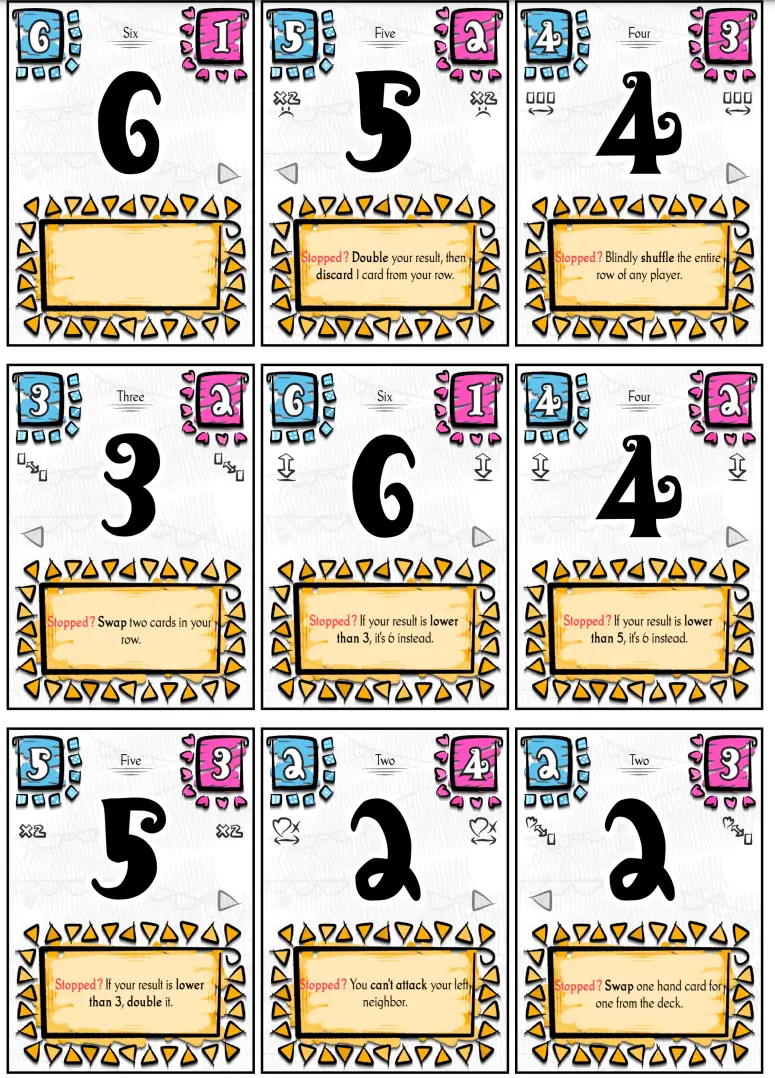 6 Six 1
6
5 Five 2
×2 ×2
5
Stopped? Double your result, then
discard 1 card from your row.
4 Four 3
4
Stopped? Blindly shuffle the entire
row of any player.
3 Three 2
3
Stopped? Swap two cards in your
row.
6 Six 1
6
Stopped? If your result is lower
than 3, it's 6 instead.
4 Four 2
4
Stopped? If your result is lower
than 5, it's 6 instead.
5 Five 3
×2 ×2
5
Stopped? If your result is lower
than 3, double it.
2 Two 4
2
Stopped? You can't attack your left
neighbor.
2 Two 3
2
Stopped? Swap one hand card for
one from the deck.